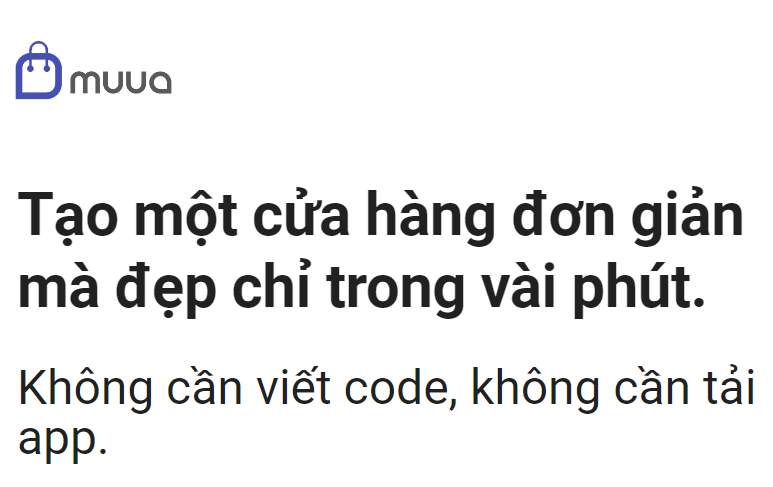 muua
Tạo một cửa hàng đơn giản
mà đẹp chỉ trong vài phút.
Không cần viết code, không cần tải
app.